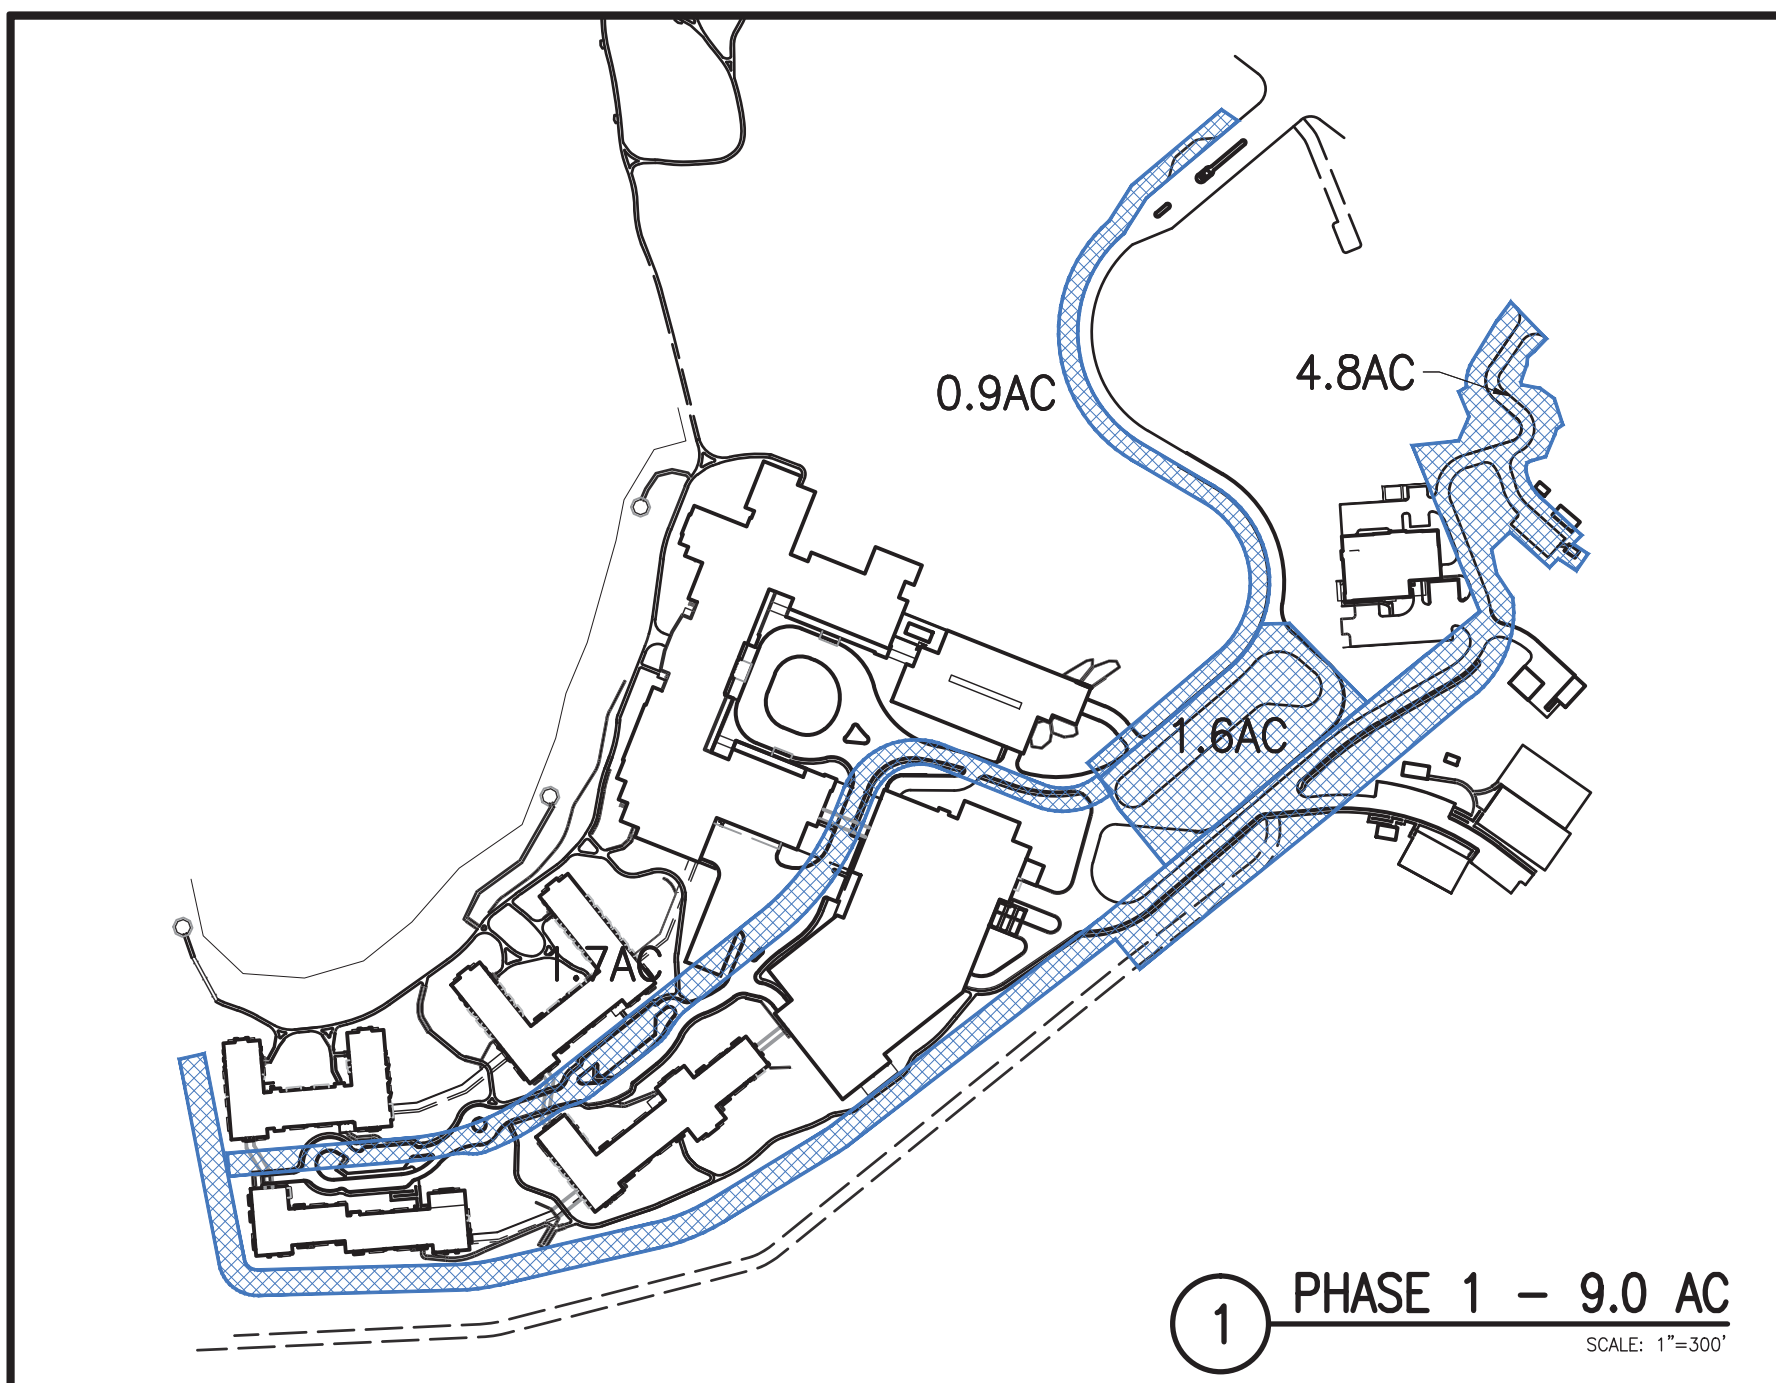 0.9AC
4.8AC
1.6AC
1.7AC
1
PHASE 1 – 9.0 AC
SCALE: 1"=300'